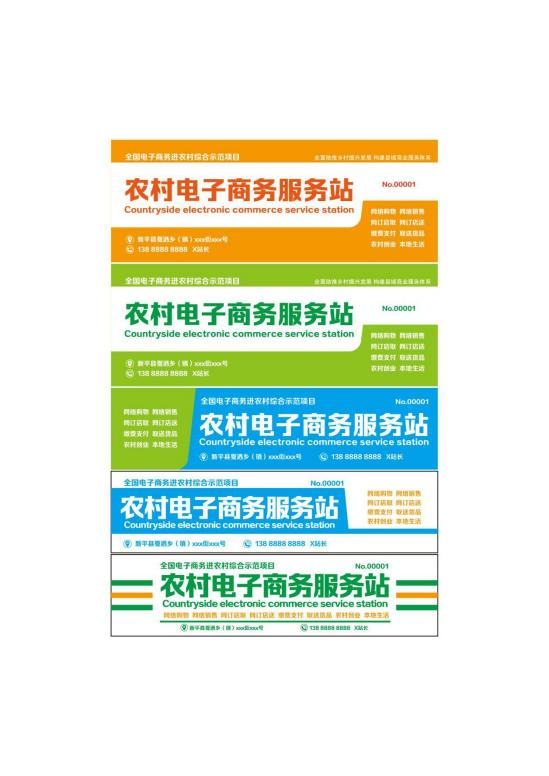 全国电子商务进农村综合示范项目 全面助推乡村振兴发展 构建县域商业服务体系
农村电子商务服务站 No.00001
Countryside electronic commerce service station
网络购物 网络销售
网订店取 网订店送
缴费支付 取送货品
农村创业 本地生活
新平县戛洒乡（镇）xxx街xxx号
138 8888 8888 X站长
全国电子商务进农村综合示范项目 全面助推乡村振兴发展 构建县域商业服务体系
农村电子商务服务站 No.00001
Countryside electronic commerce service station
网络购物 网络销售
网订店取 网订店送
缴费支付 取送货品
农村创业 本地生活
新平县戛洒乡（镇）xxx街xxx号
138 8888 8888 X站长
网络购物 网络销售
网订店取 网订店送
缴费支付 取送货品
农村创业 本地生活
全国电子商务进农村综合示范项目 No.00001
农村电子商务服务站
Countryside electronic commerce service station
新平县戛洒乡（镇）xxx街xxx号 138 8888 8888 X站长
全国电子商务进农村综合示范项目 No.00001
农村电子商务服务站
Countryside electronic commerce service station
网络购物 网络销售
网订店取 网订店送
缴费支付 取送货品
农村创业 本地生活
新平县戛洒乡（镇）xxx街xxx号 138 8888 8888 X站长
全国电子商务进农村综合示范项目 No.00001
农村电子商务服务站
Countryside electronic commerce service station
网络购物 网络销售 网订店取 网订店送 缴费支付 取送货品 农村创业 本地生活
新平县戛洒乡（镇）xxx街xxx号 138 8888 8888 X站长